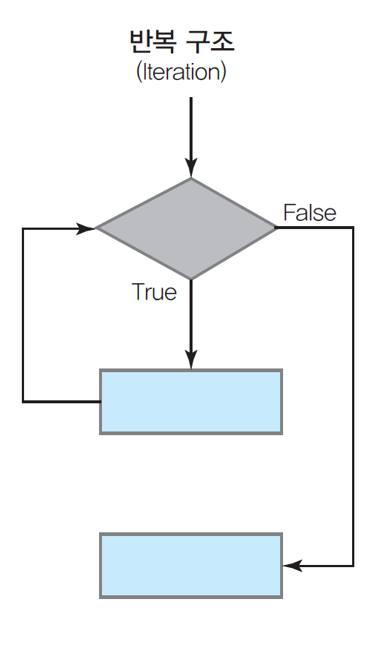 반복 구조
(Iteration)
False
True